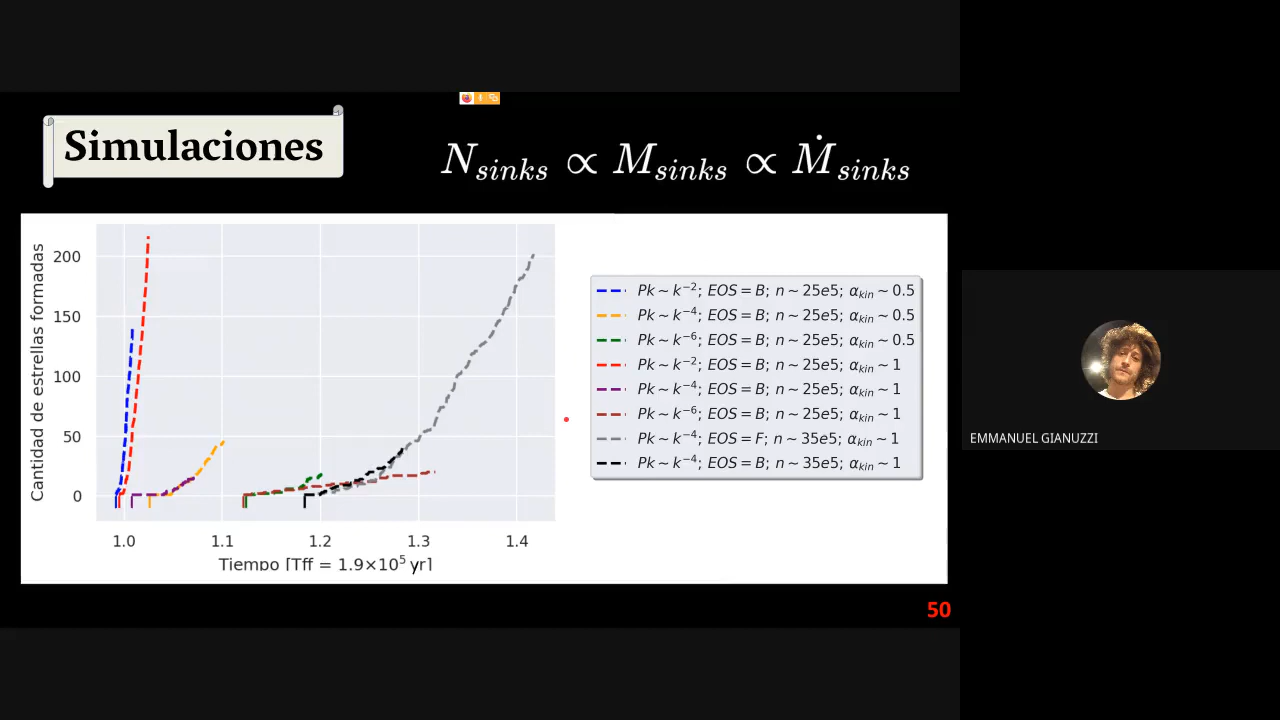 Simulaciones
N_sinks ∝ M_sinks ∝ Ṁ_sinks
Cantidad de estrellas formadas
200
150
100
50
0
1.0 1.1 1.2 1.3 1.4
Tiempo [Tff = 1.9×10⁵ yr]
Pk ~ k⁻²; EOS = B; n ~ 25e5; α_kin ~ 0.5
Pk ~ k⁻⁴; EOS = B; n ~ 25e5; α_kin ~ 0.5
Pk ~ k⁻⁶; EOS = B; n ~ 25e5; α_kin ~ 0.5
Pk ~ k⁻²; EOS = B; n ~ 25e5; α_kin ~ 1
Pk ~ k⁻⁴; EOS = B; n ~ 25e5; α_kin ~ 1
Pk ~ k⁻⁶; EOS = B; n ~ 25e5; α_kin ~ 1
Pk ~ k⁻⁴; EOS = F; n ~ 35e5; α_kin ~ 1
Pk ~ k⁻⁴; EOS = B; n ~ 35e5; α_kin ~ 1
50
EMMANUEL GIANUZZI